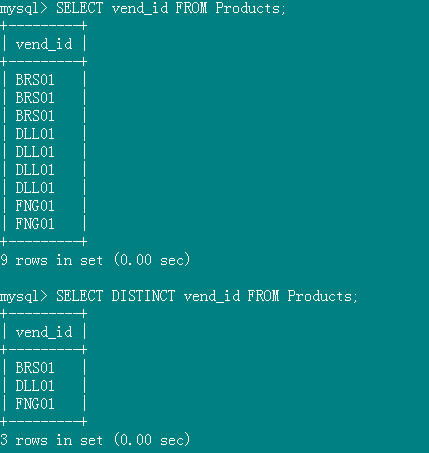 mysql> SELECT vend_id FROM Products;
+---------+
| vend_id |
+---------+
| BRS01   |
| BRS01   |
| BRS01   |
| DLL01   |
| DLL01   |
| DLL01   |
| DLL01   |
| FNG01   |
| FNG01   |
+---------+
9 rows in set (0.00 sec)
mysql> SELECT DISTINCT vend_id FROM Products;
+---------+
| vend_id |
+---------+
| BRS01   |
| DLL01   |
| FNG01   |
+---------+
3 rows in set (0.00 sec)